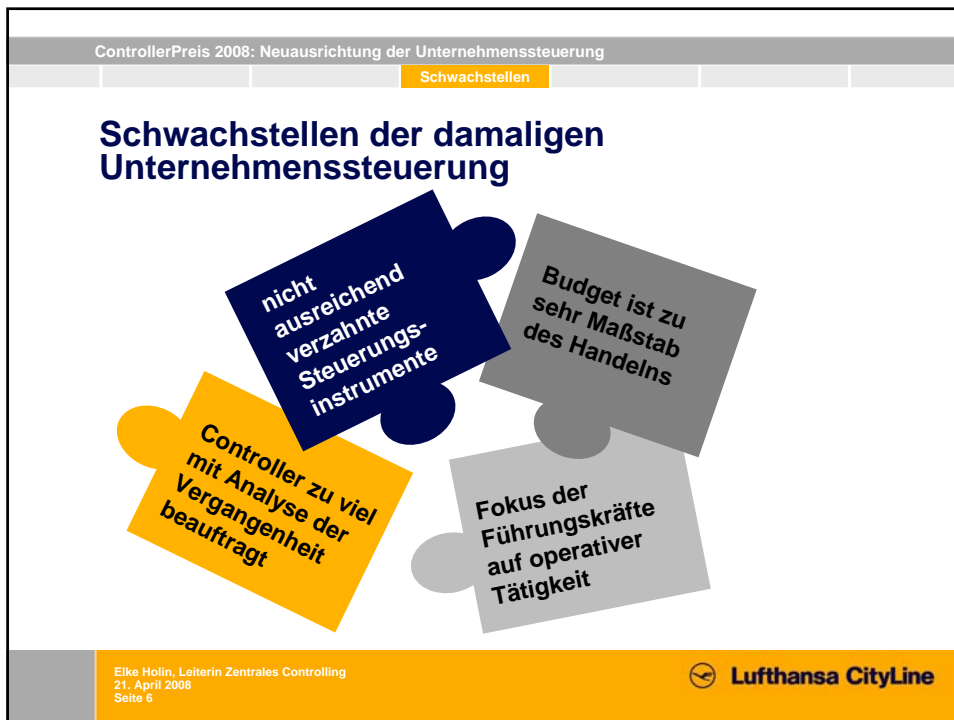 ControllerPreis 2008: Neuausrichtung der Unternehmenssteuerung
Schwachstellen
Schwachstellen der damaligen
Unternehmenssteuerung
nicht
ausreichend
verzahnte
Steuerungs-
instrumente
Budget ist zu
sehr Maßstab
des Handelns
Controller zu viel
mit Analyse der
Vergangenheit
beauftragt
Fokus der
Führungskräfte
auf operativer
Tätigkeit
Elke Holin, Leiterin Zentrales Controlling
21. April 2008
Seite 6
Lufthansa CityLine